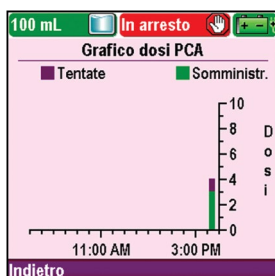 100 mL In arresto
Grafico dosi PCA
Tentate Somministr.
10
8
6
4
2
0
Dosi
11:00 AM 3:00 PM
Indietro